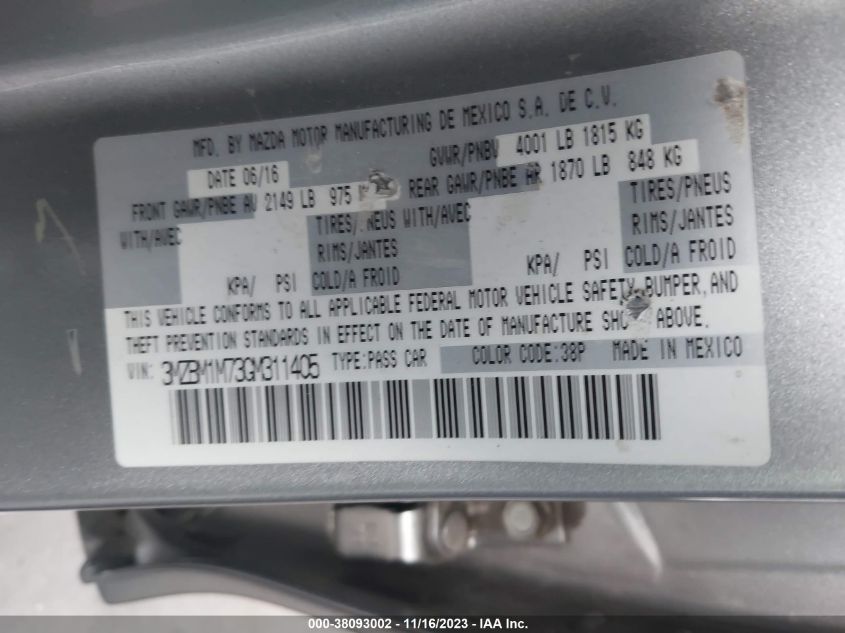 MFD. BY MAZDA MOTOR MANUFACTURING DE MEXICO S.A. DE C.V.
DATE 06/16 GVWR/PNBV 4001 LB 1815 KG
FRONT GAWR/PNBE AV 2149 LB 975 REAR GAWR/PNBE AR 1870 LB 848 KG
WITH/AVEC TIRES/PNEUS WITH/AVEC TIRES/PNEUS
RIMS/JANTES RIMS/JANTES
KPA/ PSI COLD/A FROID KPA/ PSI COLD/A FROID
THIS VEHICLE CONFORMS TO ALL APPLICABLE FEDERAL MOTOR VEHICLE SAFETY, BUMPER, AND
THEFT PREVENTION STANDARDS IN EFFECT ON THE DATE OF MANUFACTURE ABOVE.
VIN: 3MZBM1M73GM311405 TYPE:PASS CAR COLOR CODE:38P MADE IN MEXICO
000-38093002 - 11/16/2023 - IAA Inc.